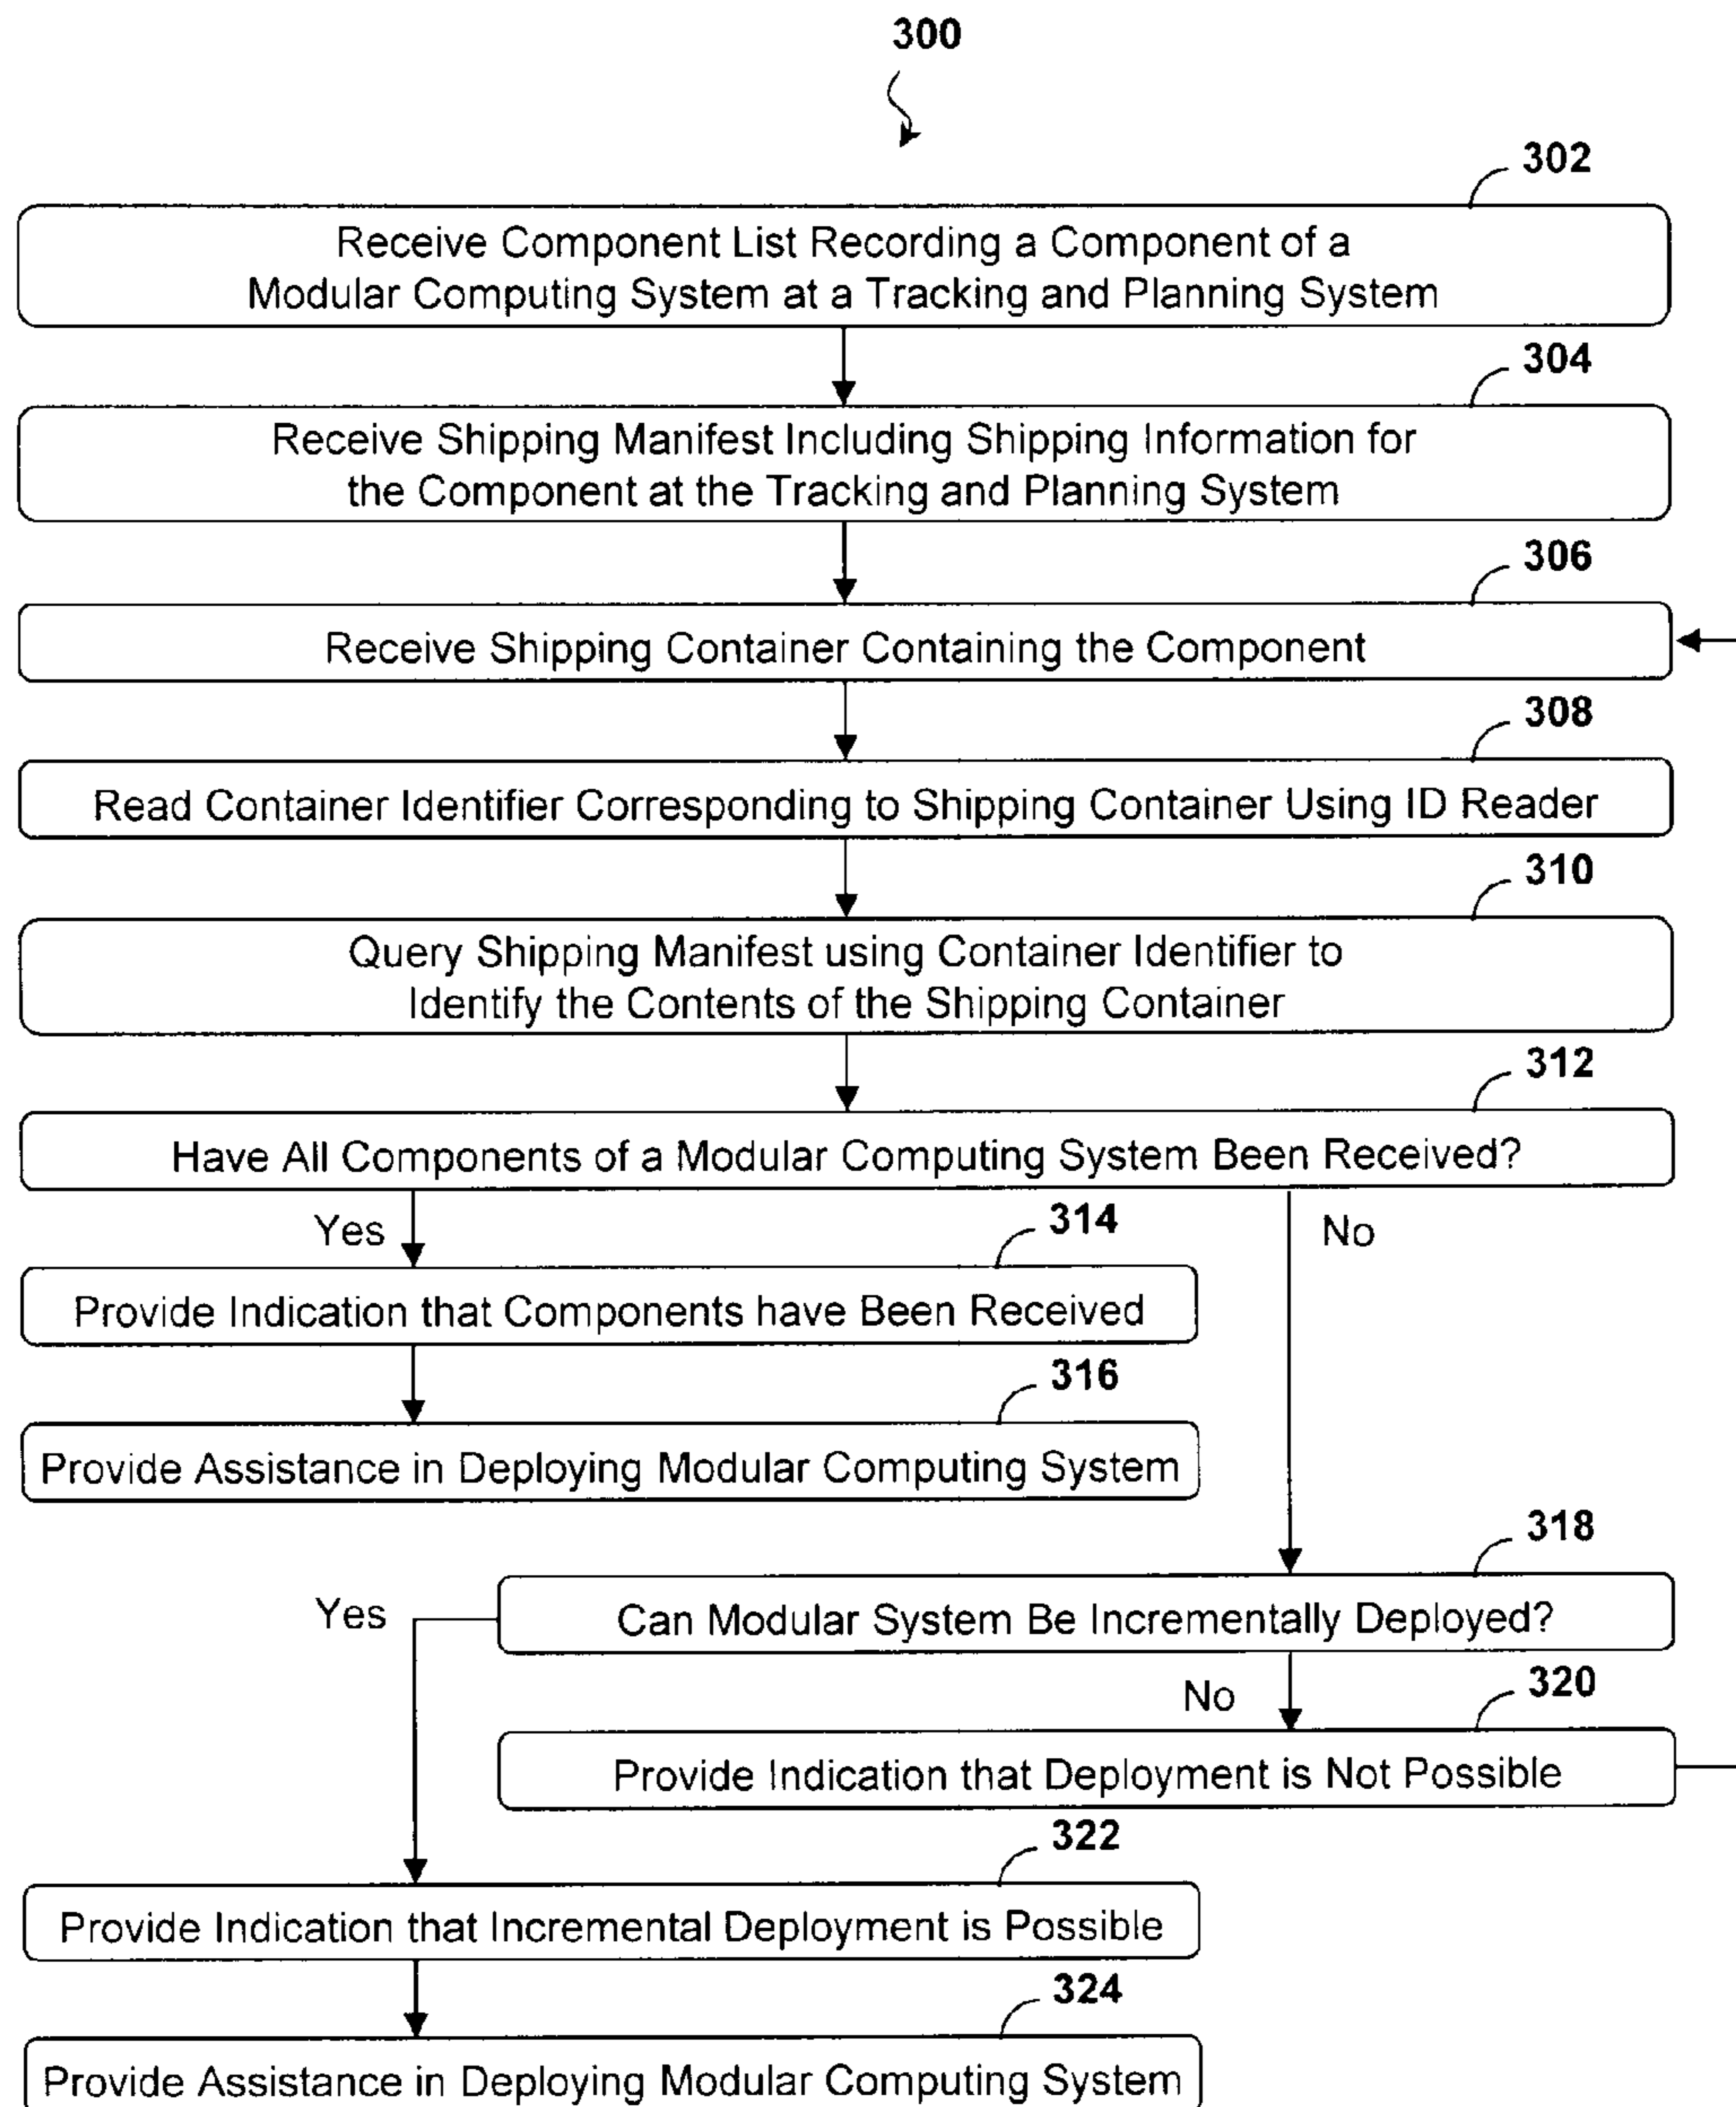 300
302
Receive Component List Recording a Component of a
Modular Computing System at a Tracking and Planning System
304
Receive Shipping Manifest Including Shipping Information for
the Component at the Tracking and Planning System
306
Receive Shipping Container Containing the Component
308
Read Container Identifier Corresponding to Shipping Container Using ID Reader
310
Query Shipping Manifest using Container Identifier to
Identify the Contents of the Shipping Container
312
Have All Components of a Modular Computing System Been Received?
Yes
314
No
Provide Indication that Components have Been Received
316
Provide Assistance in Deploying Modular Computing System
318
Yes
Can Modular System Be Incrementally Deployed?
No
320
Provide Indication that Deployment is Not Possible
322
Provide Indication that Incremental Deployment is Possible
324
Provide Assistance in Deploying Modular Computing System